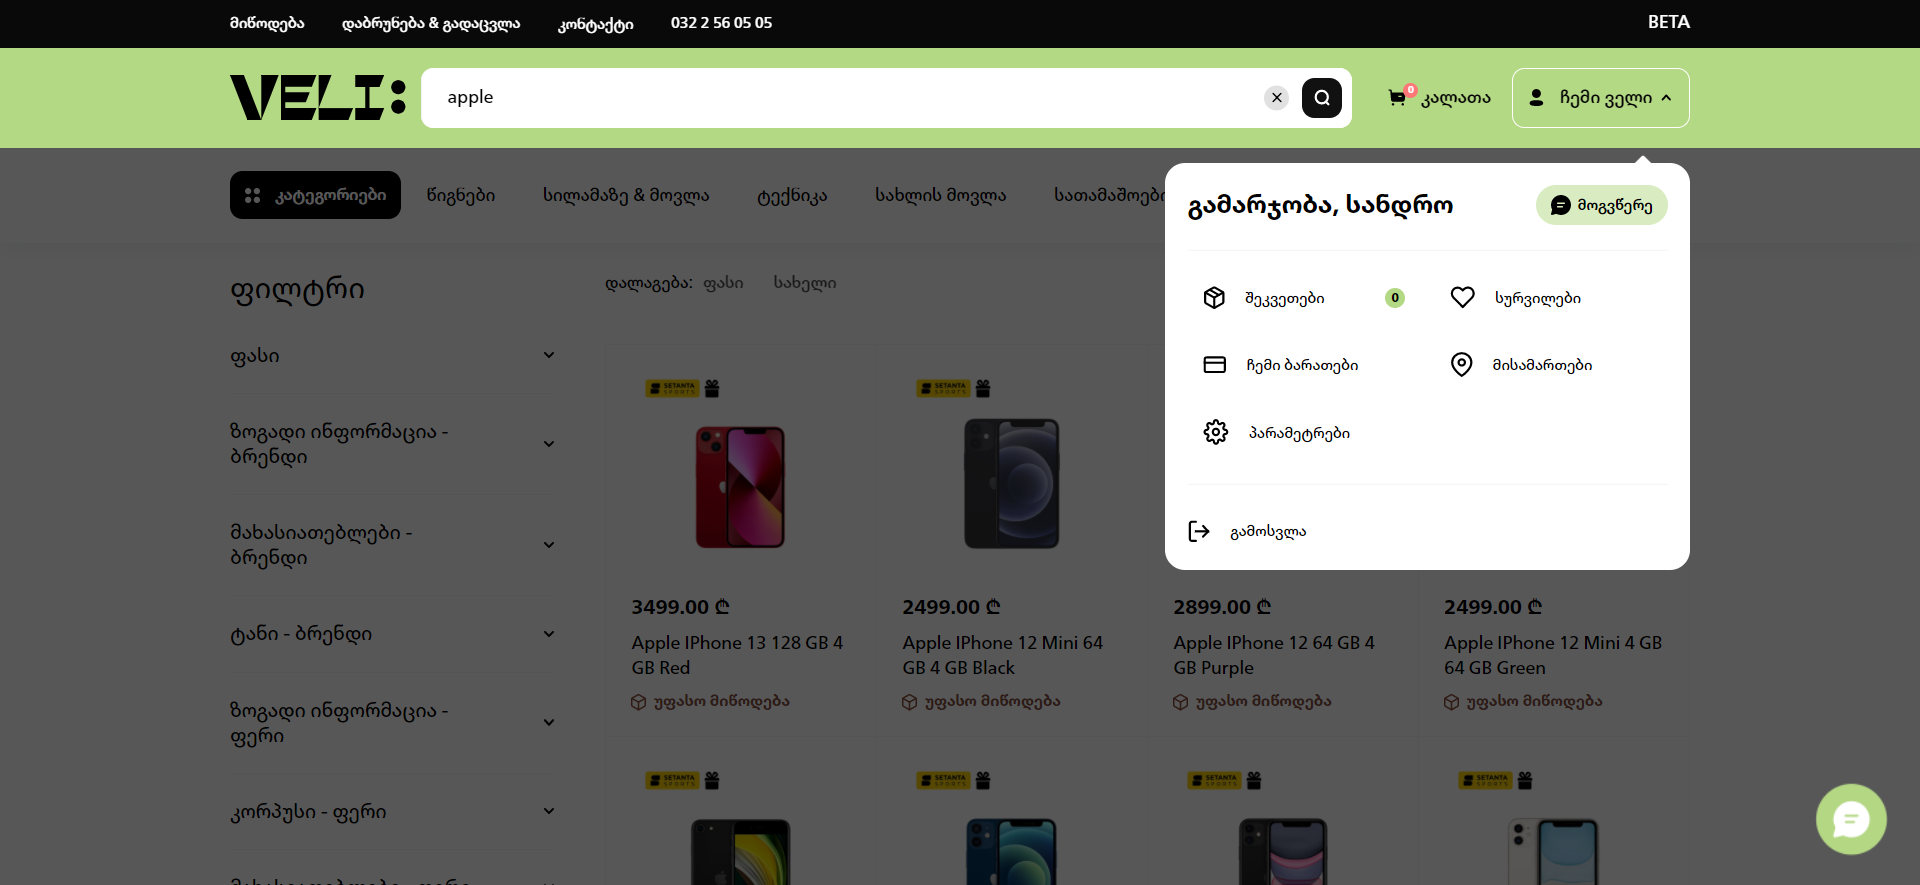 მიწოდება
დაბრუნება & გადაცვლა
კონტაქტი
032 2 56 05 05
BETA
VELI:
apple
0
კალათა
ჩემი ველი
კატეგორიები
წიგნები
სილამაზე & მოვლა
ტექნიკა
სახლის მოვლა
სათამაშოები
გამარჯობა, სანდრო
მოგვწერე
შეკვეთები
0
სურვილები
ჩემი ბარათები
მისამართები
პარამეტრები
გამოსვლა
ფილტრი
ფასი
ზოგადი ინფორმაცია -
ბრენდი
მახასიათებლები -
ბრენდი
ტანი - ბრენდი
ზოგადი ინფორმაცია -
ფერი
კორპუსი - ფერი
დალაგება: ფასი სახელი
SETANTA
SPORTS
3499.00 ₾
Apple IPhone 13 128 GB 4
GB Red
უფასო მიწოდება
SETANTA
SPORTS
2499.00 ₾
Apple IPhone 12 Mini 64
GB 4 GB Black
უფასო მიწოდება
2899.00 ₾
Apple IPhone 12 64 GB 4
GB Purple
უფასო მიწოდება
2499.00 ₾
Apple IPhone 12 Mini 4 GB
64 GB Green
უფასო მიწოდება
SETANTA
SPORTS
SETANTA
SPORTS
SETANTA
SPORTS
SETANTA
SPORTS